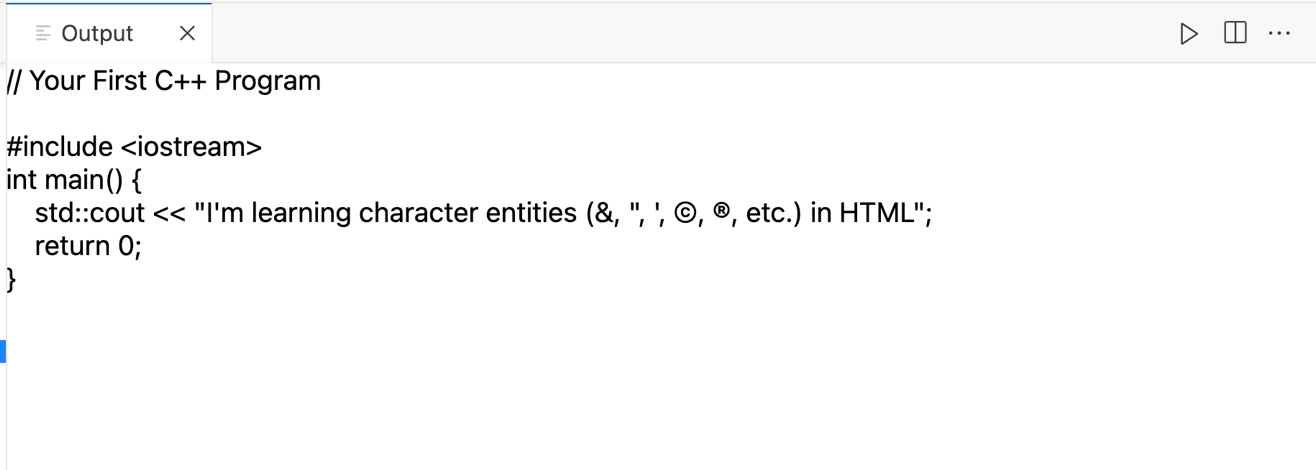 Output
// Your First C++ Program
#include <iostream>
int main() {
    std::cout << "I'm learning character entities (&, ", ', ©, ®, etc.) in HTML";
    return 0;
}